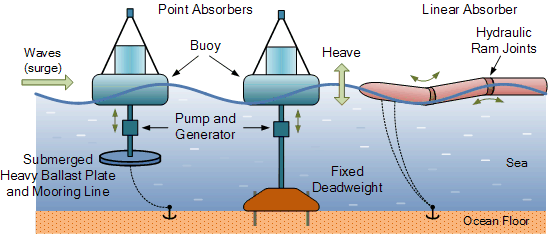 Point Absorbers
Linear Absorber
Waves
(surge)
Buoy
Heave
Hydraulic
Ram Joints
Pump and
Generator
Submerged
Heavy Ballast Plate
and Mooring Line
Fixed
Deadweight
Sea
Ocean Floor